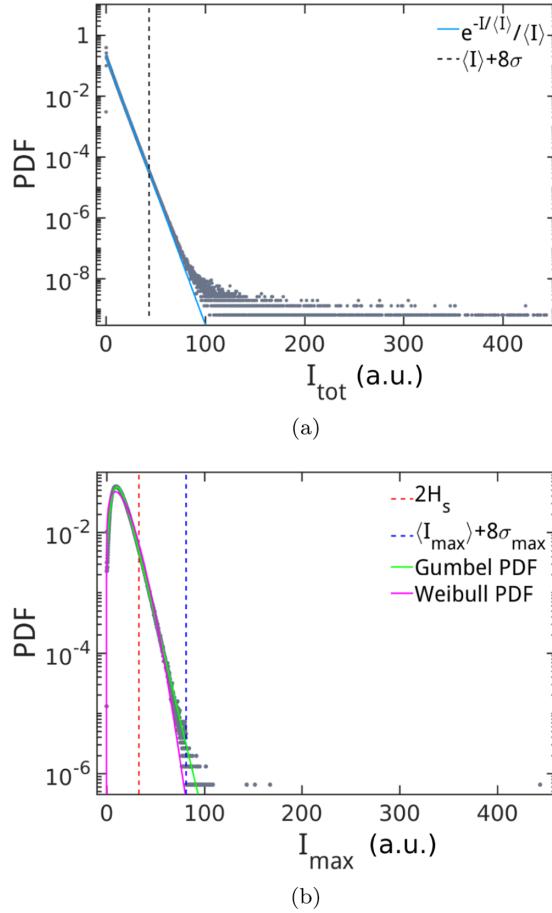 1
10^-2
10^-4
10^-6
10^-8
PDF
e^-I/⟨I⟩/⟨I⟩
⟨I⟩+8σ
0 100 200 300 400
I_tot (a.u.)
(a)
10^-2
10^-4
10^-6
PDF
2H_s
⟨I_max⟩+8σ_max
Gumbel PDF
Weibull PDF
0 100 200 300 400
I_max (a.u.)
(b)